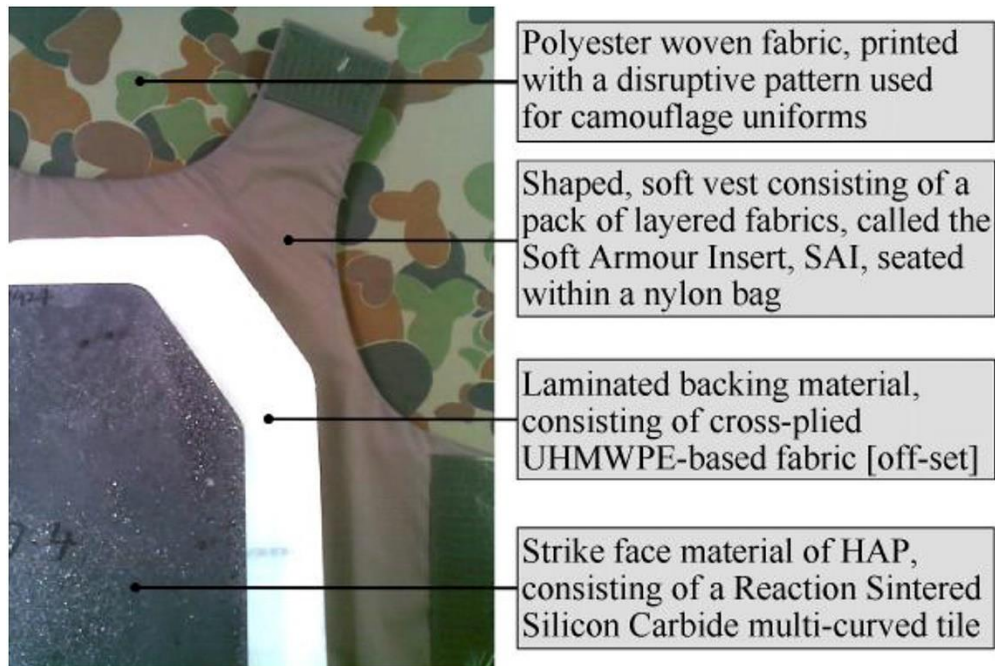 Polyester woven fabric, printed
with a disruptive pattern used
for camouflage uniforms
Shaped, soft vest consisting of a
pack of layered fabrics, called the
Soft Armour Insert, SAI, seated
within a nylon bag
Laminated backing material,
consisting of cross-plied
UHMWPE-based fabric [off-set]
Strike face material of HAP,
consisting of a Reaction Sintered
Silicon Carbide multi-curved tile